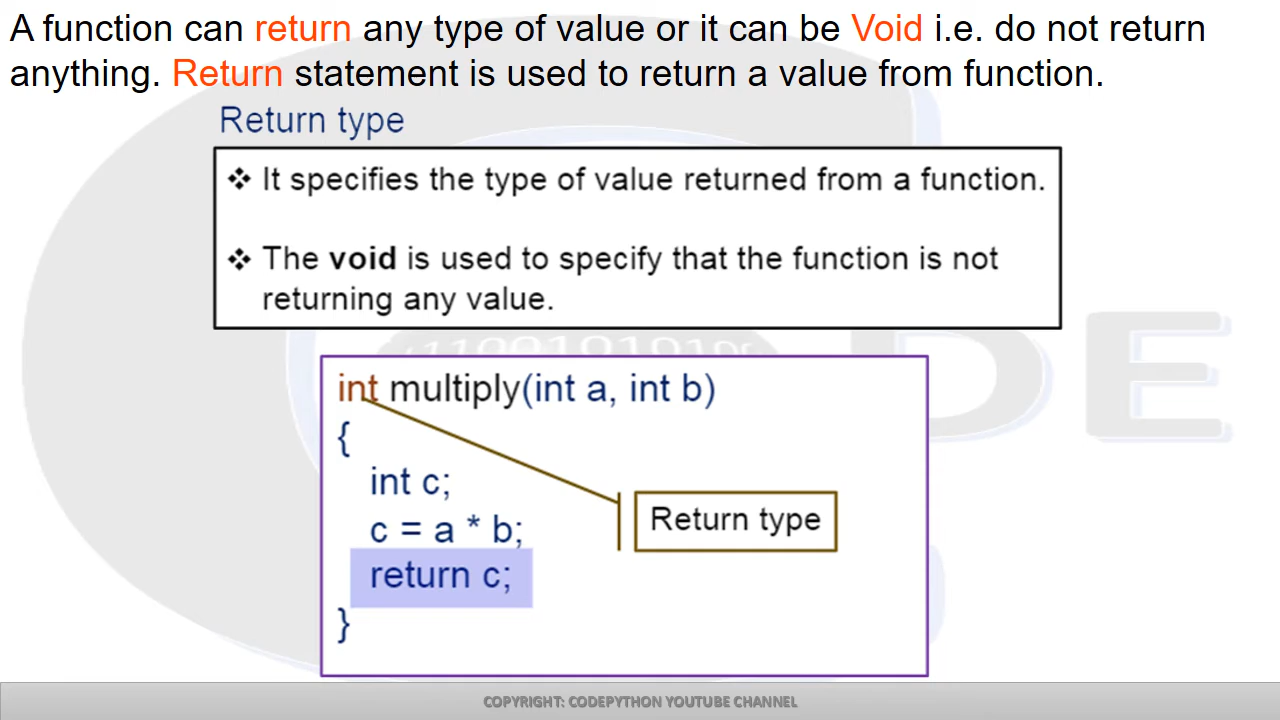 A function can return any type of value or it can be Void i.e. do not return
anything. Return statement is used to return a value from function.
Return type
❖ It specifies the type of value returned from a function.
❖ The void is used to specify that the function is not
returning any value.
int multiply(int a, int b)
{
int c;
c = a * b;
return c;
}
Return type
DE
COPYRIGHT: CODEPYTHON YOUTUBE CHANNEL